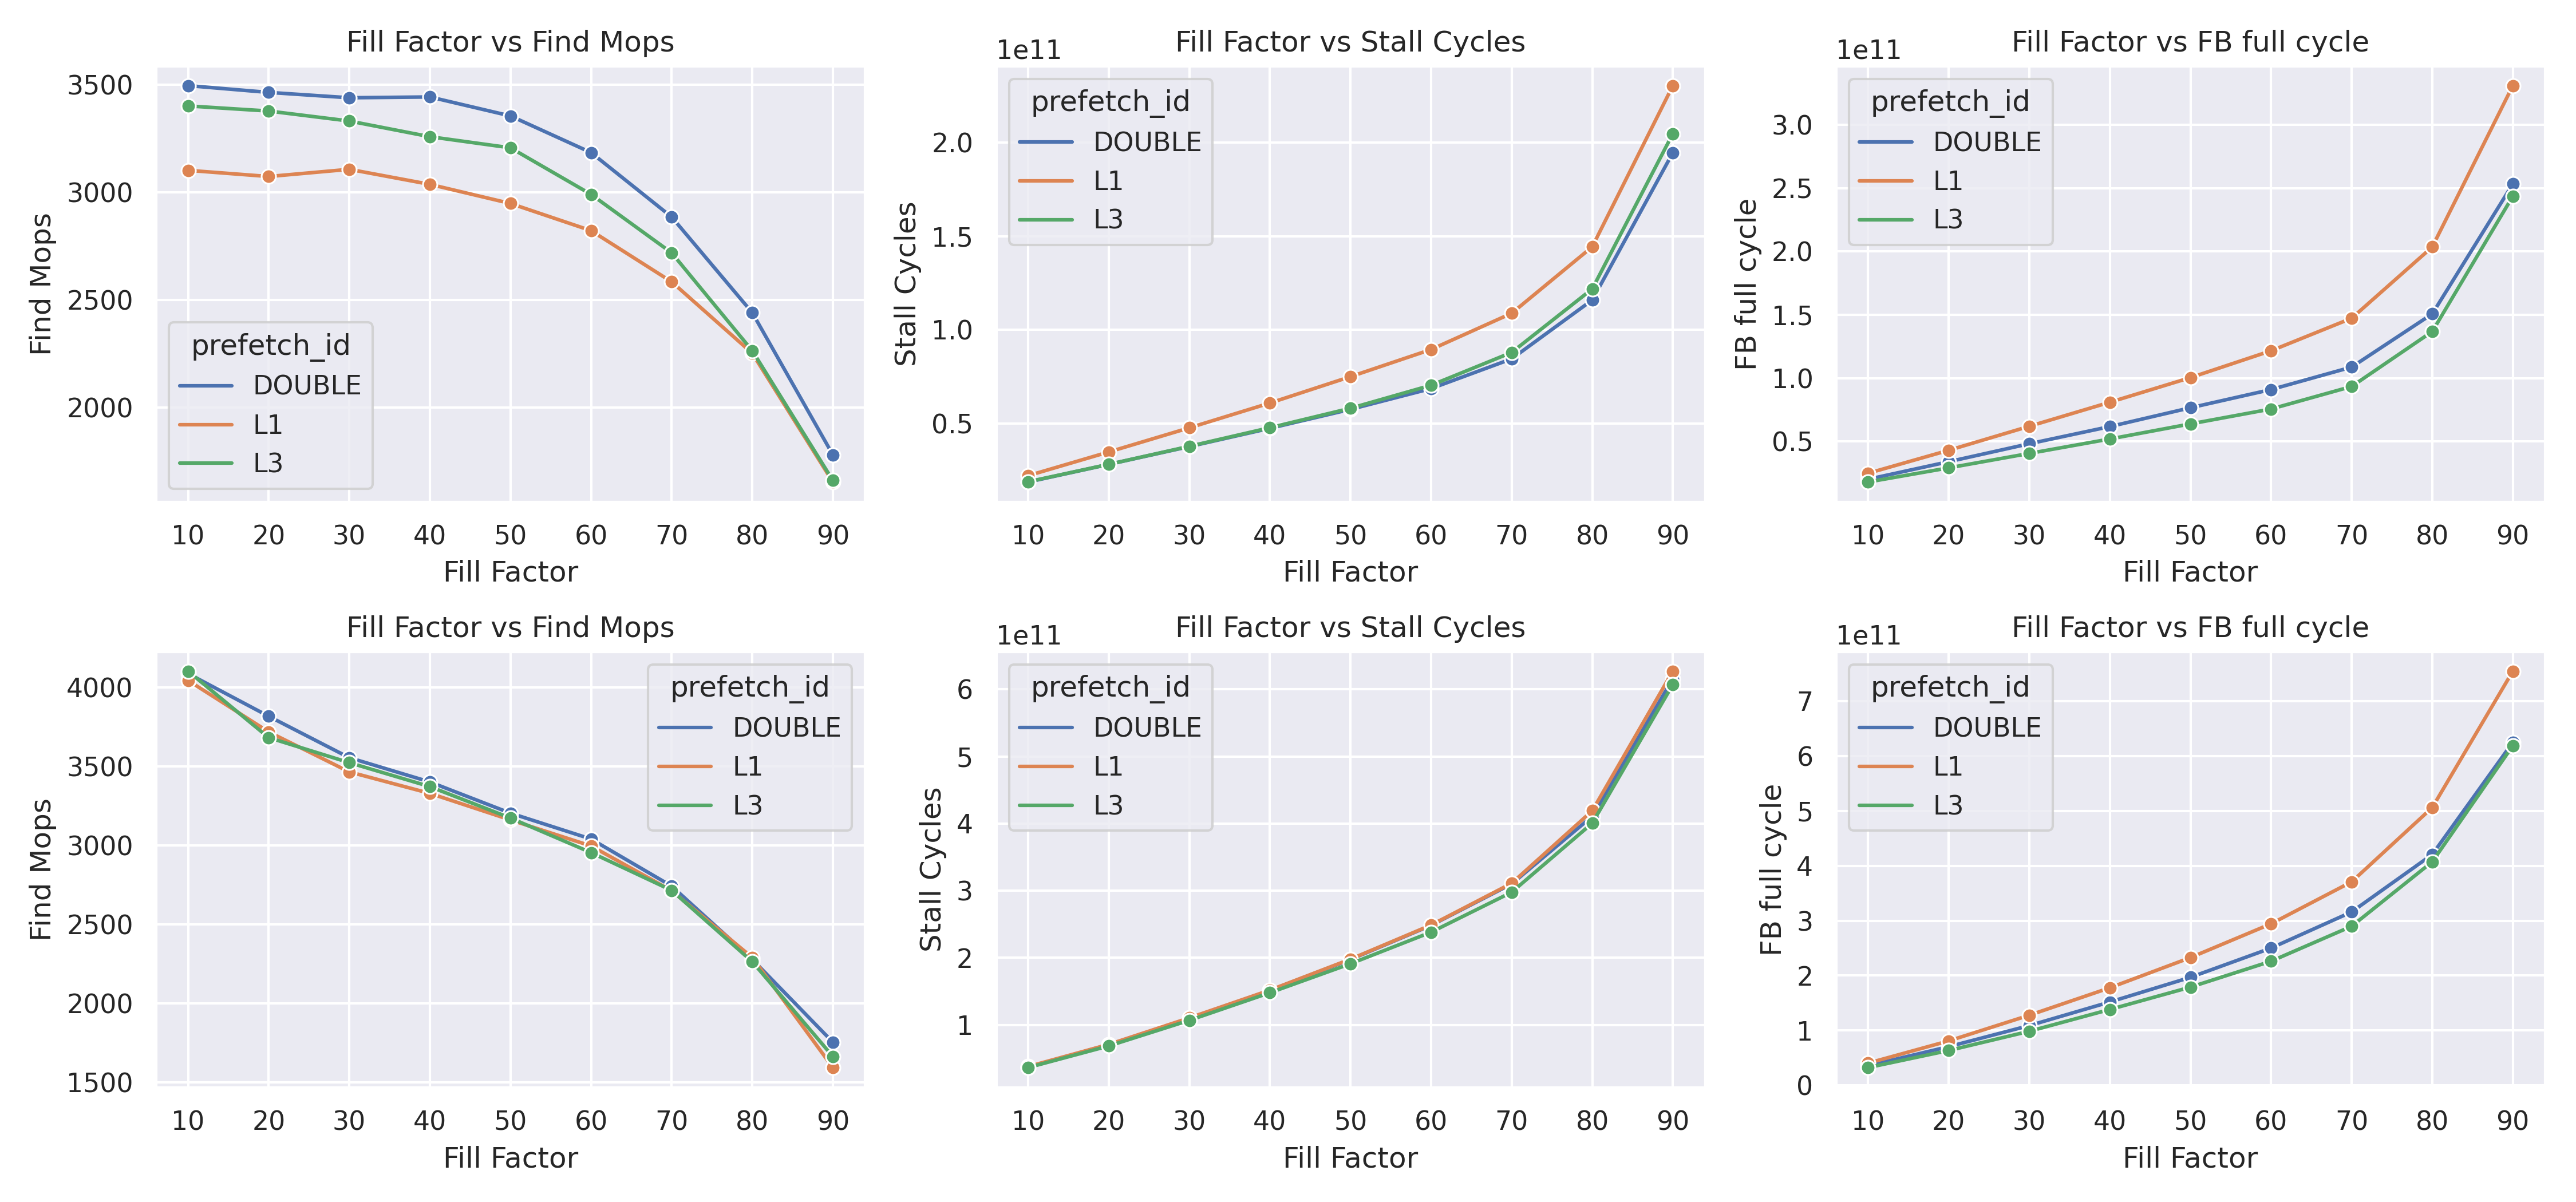 Fill Factor vs Find Mops
3500
3000
2500
2000
Find Mops
prefetch_id
DOUBLE
L1
L3
10 20 30 40 50 60 70 80 90
Fill Factor
Fill Factor vs Stall Cycles
1e11
2.0
1.5
1.0
0.5
Stall Cycles
prefetch_id
DOUBLE
L1
L3
10 20 30 40 50 60 70 80 90
Fill Factor
Fill Factor vs FB full cycle
1e11
3.0
2.5
2.0
1.5
1.0
0.5
FB full cycle
prefetch_id
DOUBLE
L1
L3
10 20 30 40 50 60 70 80 90
Fill Factor
Fill Factor vs Find Mops
4000
3500
3000
2500
2000
1500
Find Mops
prefetch_id
DOUBLE
L1
L3
10 20 30 40 50 60 70 80 90
Fill Factor
Fill Factor vs Stall Cycles
1e11
6
5
4
3
2
1
Stall Cycles
prefetch_id
DOUBLE
L1
L3
10 20 30 40 50 60 70 80 90
Fill Factor
Fill Factor vs FB full cycle
1e11
7
6
5
4
3
2
1
0
FB full cycle
prefetch_id
DOUBLE
L1
L3
10 20 30 40 50 60 70 80 90
Fill Factor